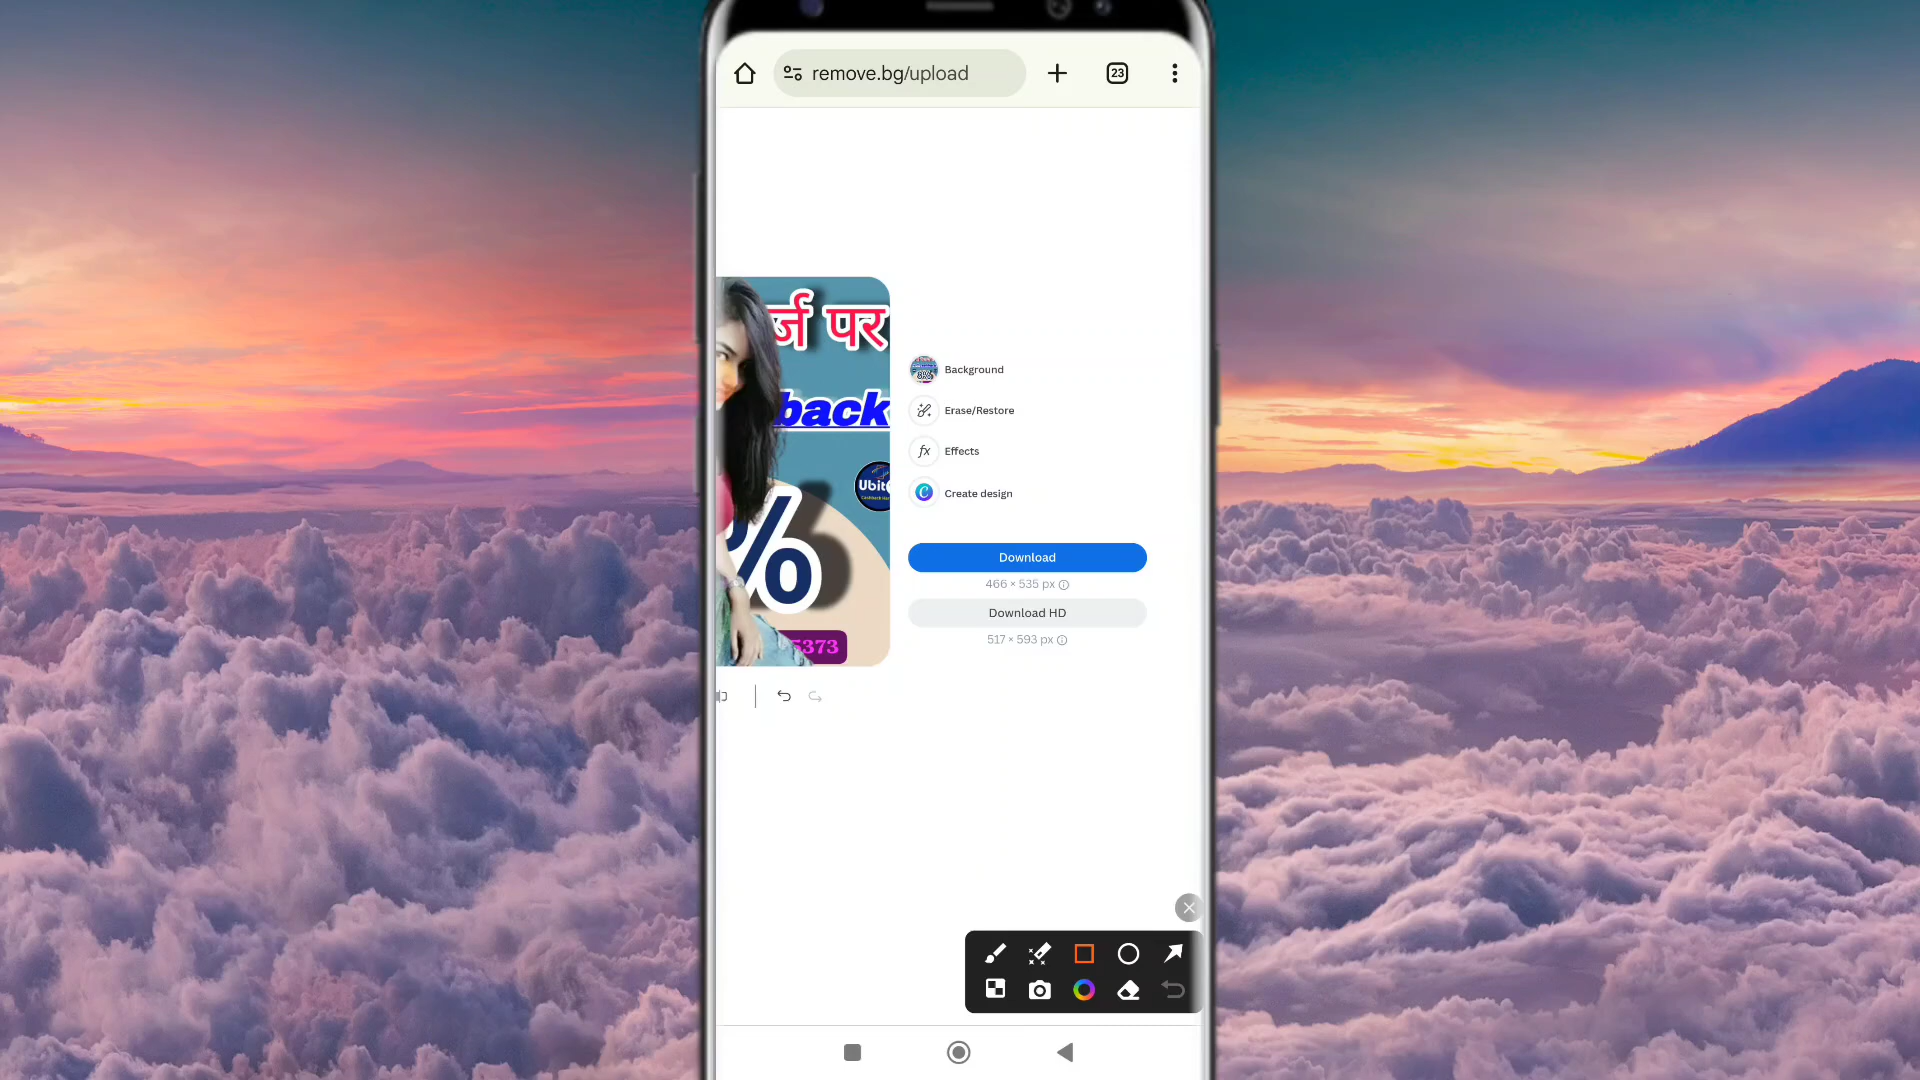 remove.bg/upload
23
र्ज पर
back
Background
Erase/Restore
fx
Effects
C
Create design
%
Download
466 × 535 px
Download HD
5373
517 × 593 px